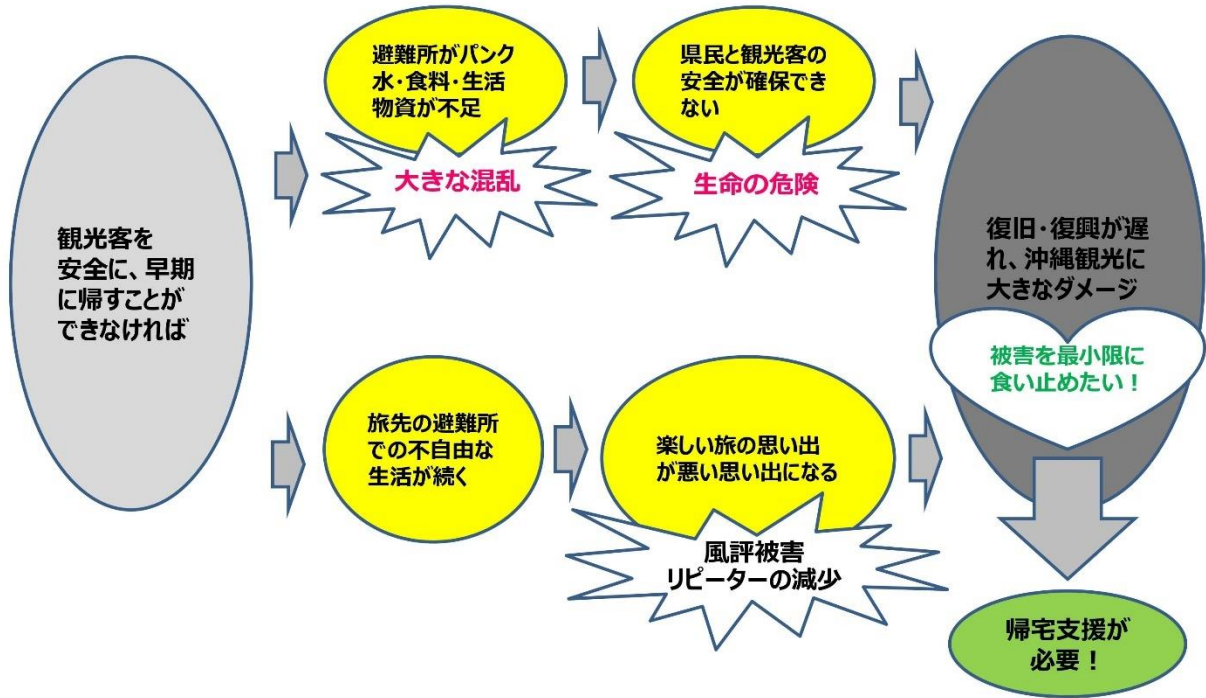 観光客を
安全に、早期
に帰すことが
できなければ
避難所がパンク
水・食料・生活
物資が不足
大きな混乱
県民と観光客の
安全が確保でき
ない
生命の危険
旅先の避難所
での不自由な
生活が続く
楽しい旅の思い出
が悪い思い出になる
風評被害
リピーターの減少
復旧・復興が遅
れ、沖縄観光に
大きなダメージ
被害を最小限に
食い止めたい！
帰宅支援が
必要！